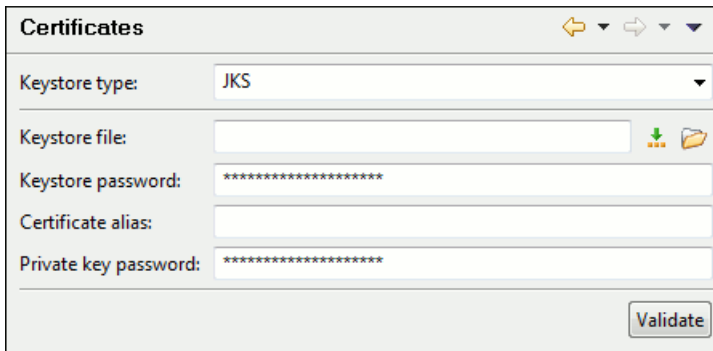 Certificates
Keystore type: JKS
Keystore file:
Keystore password: ********************
Certificate alias:
Private key password: ********************
Validate